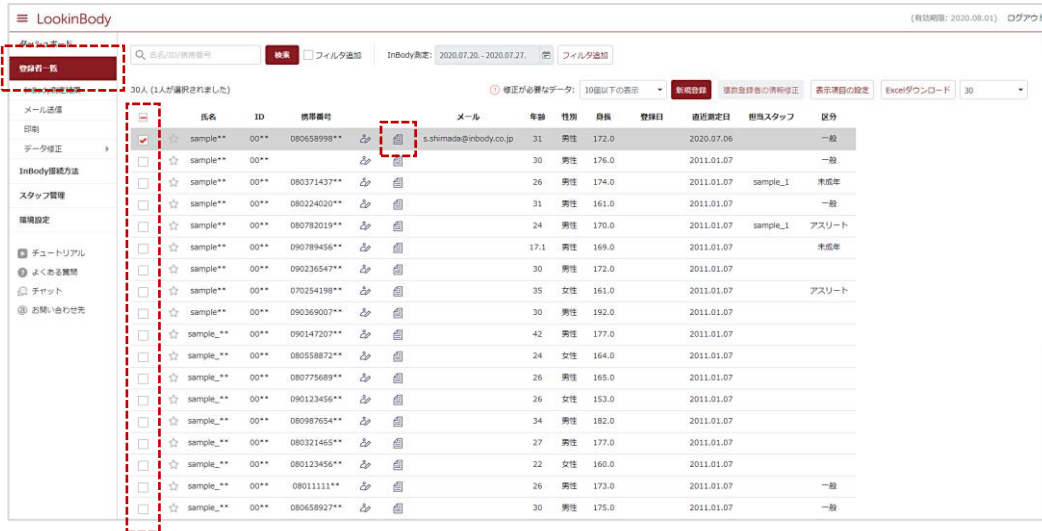 LookinBody
(有効期限: 2020.08.01) ログアウト
ダッシュボード
登録者一覧
メール送信
印刷
データ修正
InBody接続方法
スタッフ管理
環境設定
チュートリアル
よくある質問
チャット
お問い合わせ先
氏名/ID/携帯番号 検索 フィルタ追加 InBody測定: 2020.07.20. - 2020.07.27. フィルタ追加
30人 (1人が選択されました) 修正が必要なデータ: 10個以下の表示 新規登録 複数登録者の情報修正 表示項目の設定 Excelダウンロード 30
氏名 ID 携帯番号 メール 年齢 性別 身長 登録日 直近測定日 担当スタッフ 区分
sample** 00** 080658998** s.shimada@inbody.co.jp 31 男性 172.0 2020.07.06 一般
sample** 00** 30 男性 176.0 2011.01.07 一般
sample** 00** 080371437** 26 男性 174.0 2011.01.07 sample_1 未成年
sample** 00** 080224020** 31 男性 161.0 2011.01.07 一般
sample** 00** 080782019** 24 男性 170.0 2011.01.07 sample_1 アスリート
sample** 00** 090789456** 17.1 男性 169.0 2011.01.07 未成年
sample** 00** 090236547** 30 男性 172.0 2011.01.07
sample** 00** 070254198** 35 女性 161.0 2011.01.07 アスリート
sample** 00** 090369007** 30 男性 192.0 2011.01.07
sample_** 00** 090147207** 42 男性 177.0 2011.01.07
sample_** 00** 080558872** 24 女性 164.0 2011.01.07
sample_** 00** 080775689** 26 男性 165.0 2011.01.07
sample_** 00** 090123456** 26 女性 153.0 2011.01.07
sample_** 00** 080987654** 34 男性 182.0 2011.01.07
sample_** 00** 080321465** 27 男性 177.0 2011.01.07
sample_** 00** 080123456** 22 女性 160.0 2011.01.07
sample_** 00** 08011111** 26 男性 173.0 2011.01.07 一般
sample_** 00** 080658927** 30 男性 175.0 2011.01.07 一般